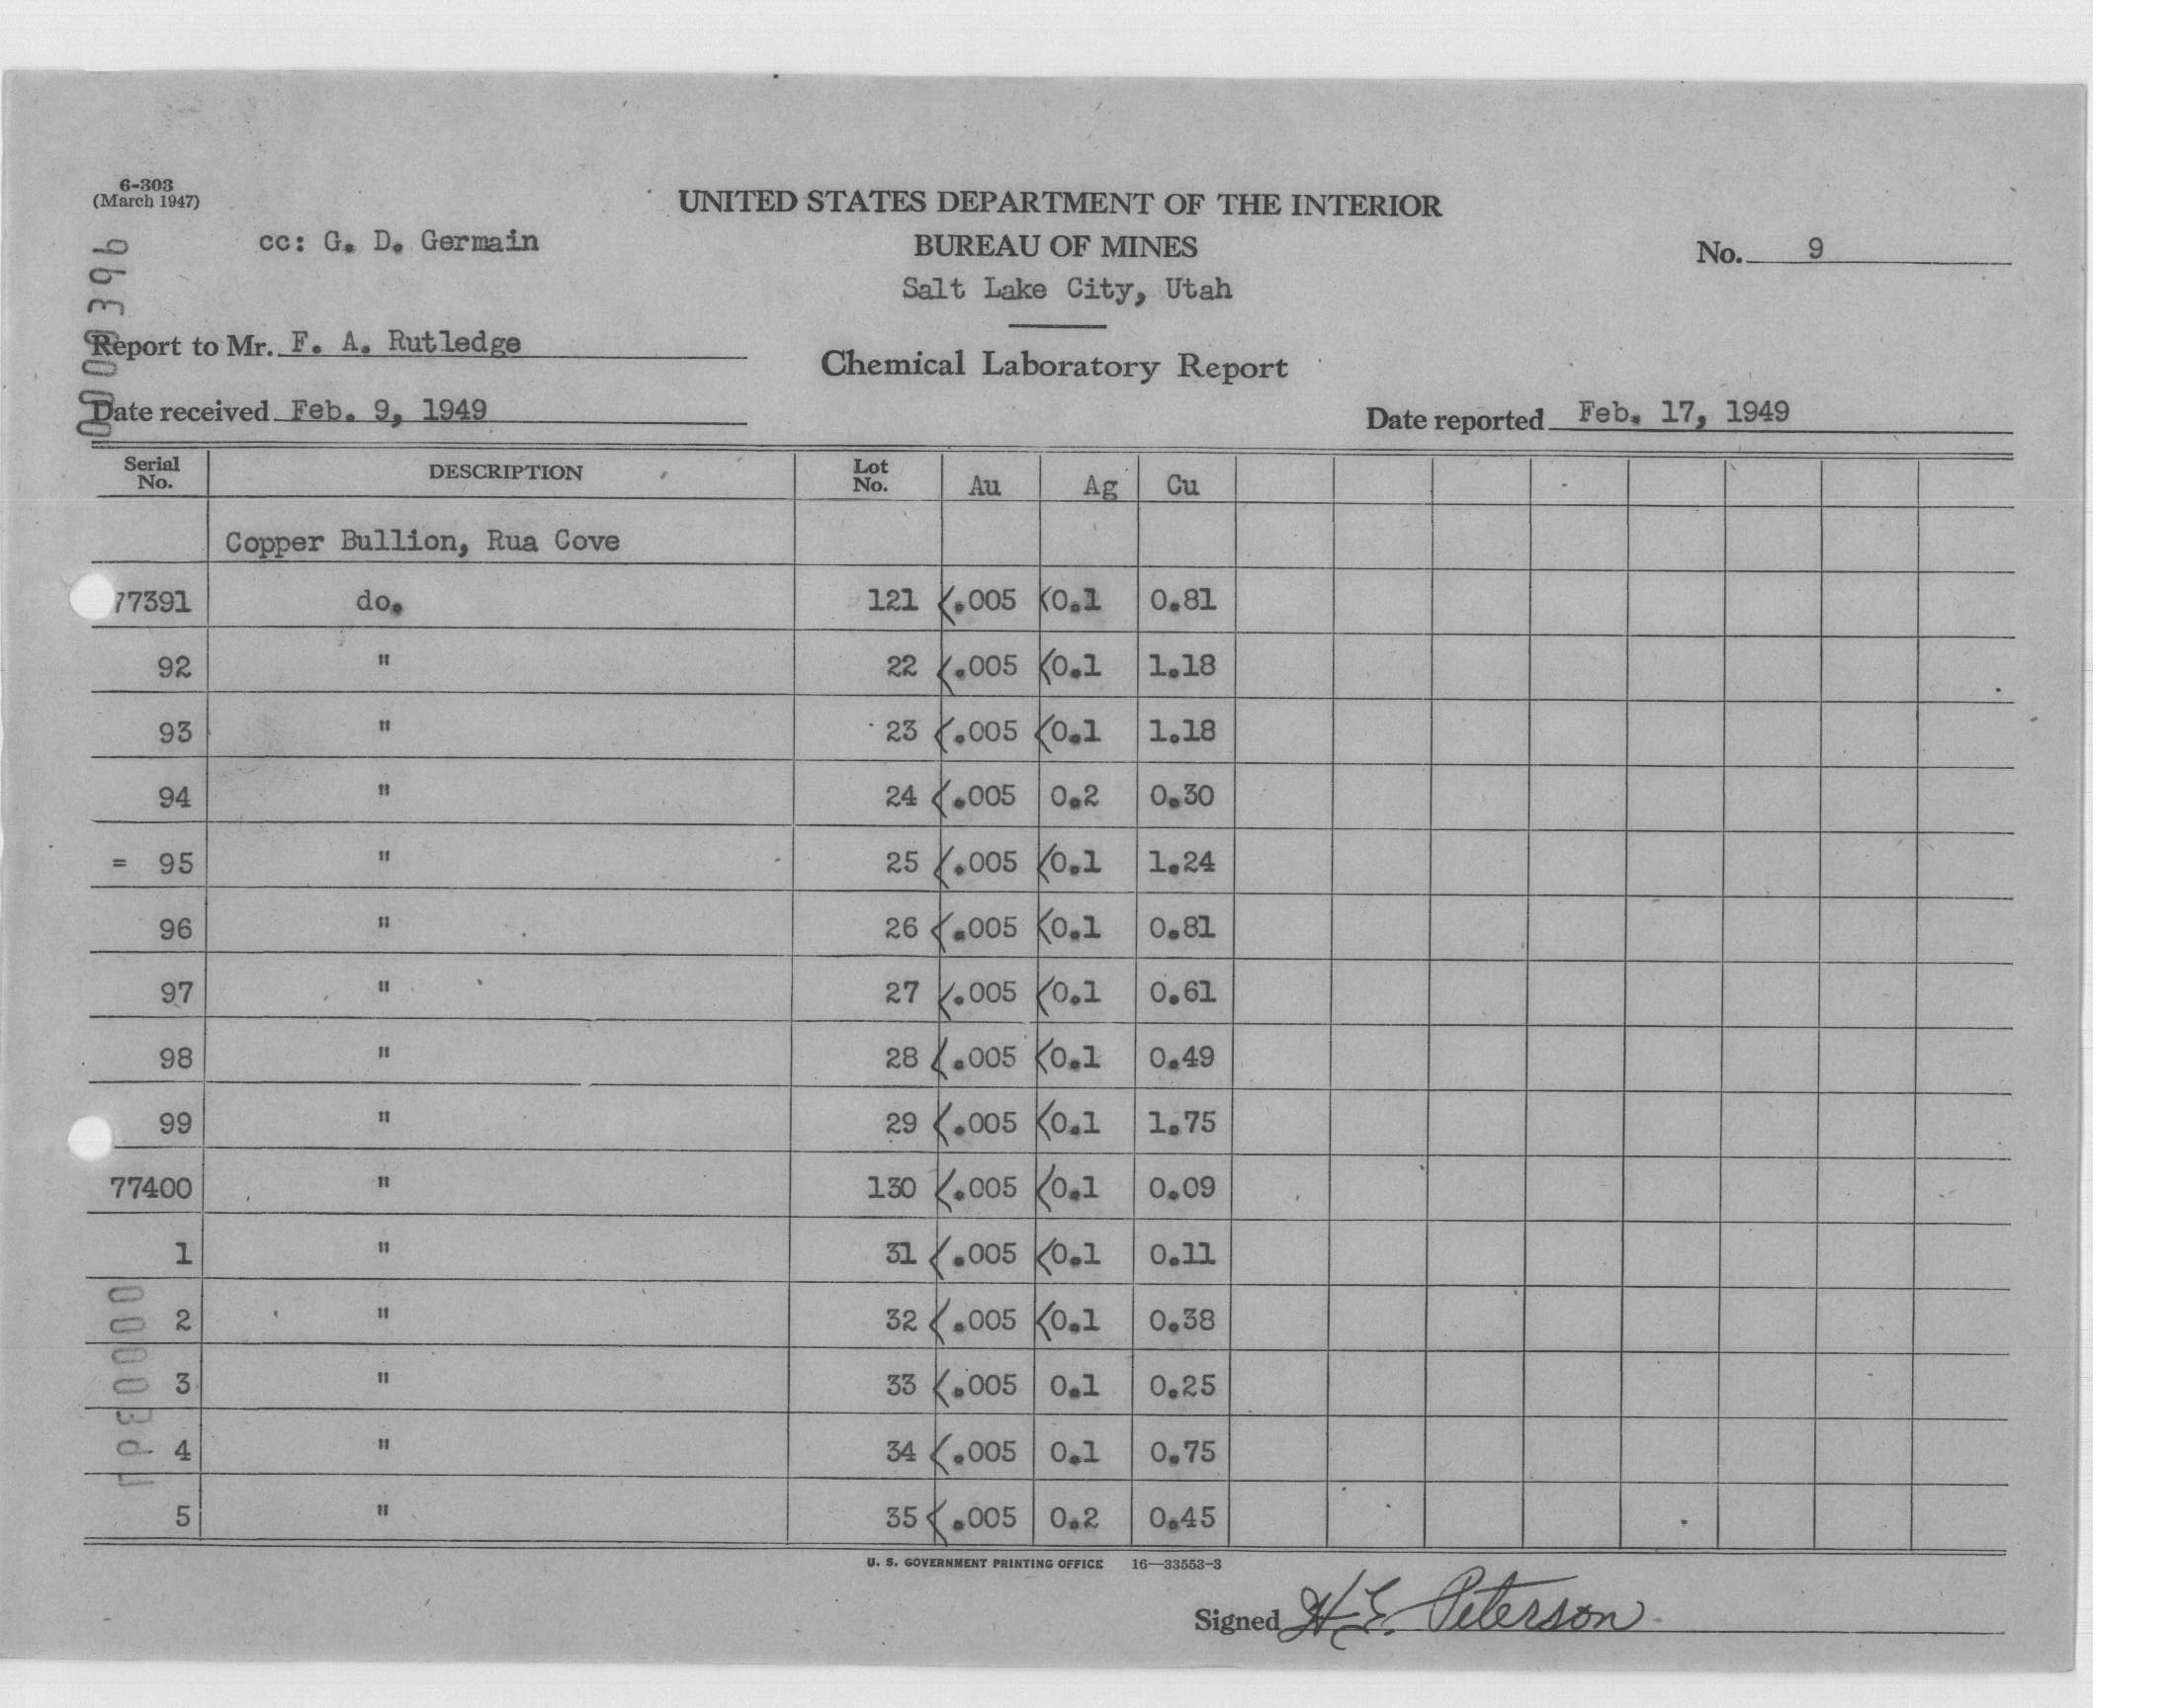 6-303
(March 1947)
UNITED STATES DEPARTMENT OF THE INTERIOR
cc: G. D. Germain
BUREAU OF MINES
No. 9
Salt Lake City, Utah
Report to Mr. F. A. Rutledge
Chemical Laboratory Report
Date received Feb. 9, 1949
Date reported Feb. 17, 1949
Serial No. DESCRIPTION Lot No. Au Ag Cu
Copper Bullion, Rua Cove
77391 do. 121 <.005 <0.1 0.81
92 " 22 <.005 <0.1 1.18
93 " 23 <.005 <0.1 1.18
94 " 24 <.005 0.2 0.30
= 95 " 25 <.005 <0.1 1.24
96 " 26 <.005 <0.1 0.81
97 " 27 <.005 <0.1 0.61
98 " 28 <.005 <0.1 0.49
99 " 29 <.005 <0.1 1.75
77400 " 130 <.005 <0.1 0.09
1 " 31 <.005 <0.1 0.11
2 " 32 <.005 <0.1 0.38
3 " 33 <.005 0.1 0.25
4 " 34 <.005 0.1 0.75
5 " 35 <.005 0.2 0.45
U. S. GOVERNMENT PRINTING OFFICE 16—33553-3
Signed H E. Peterson